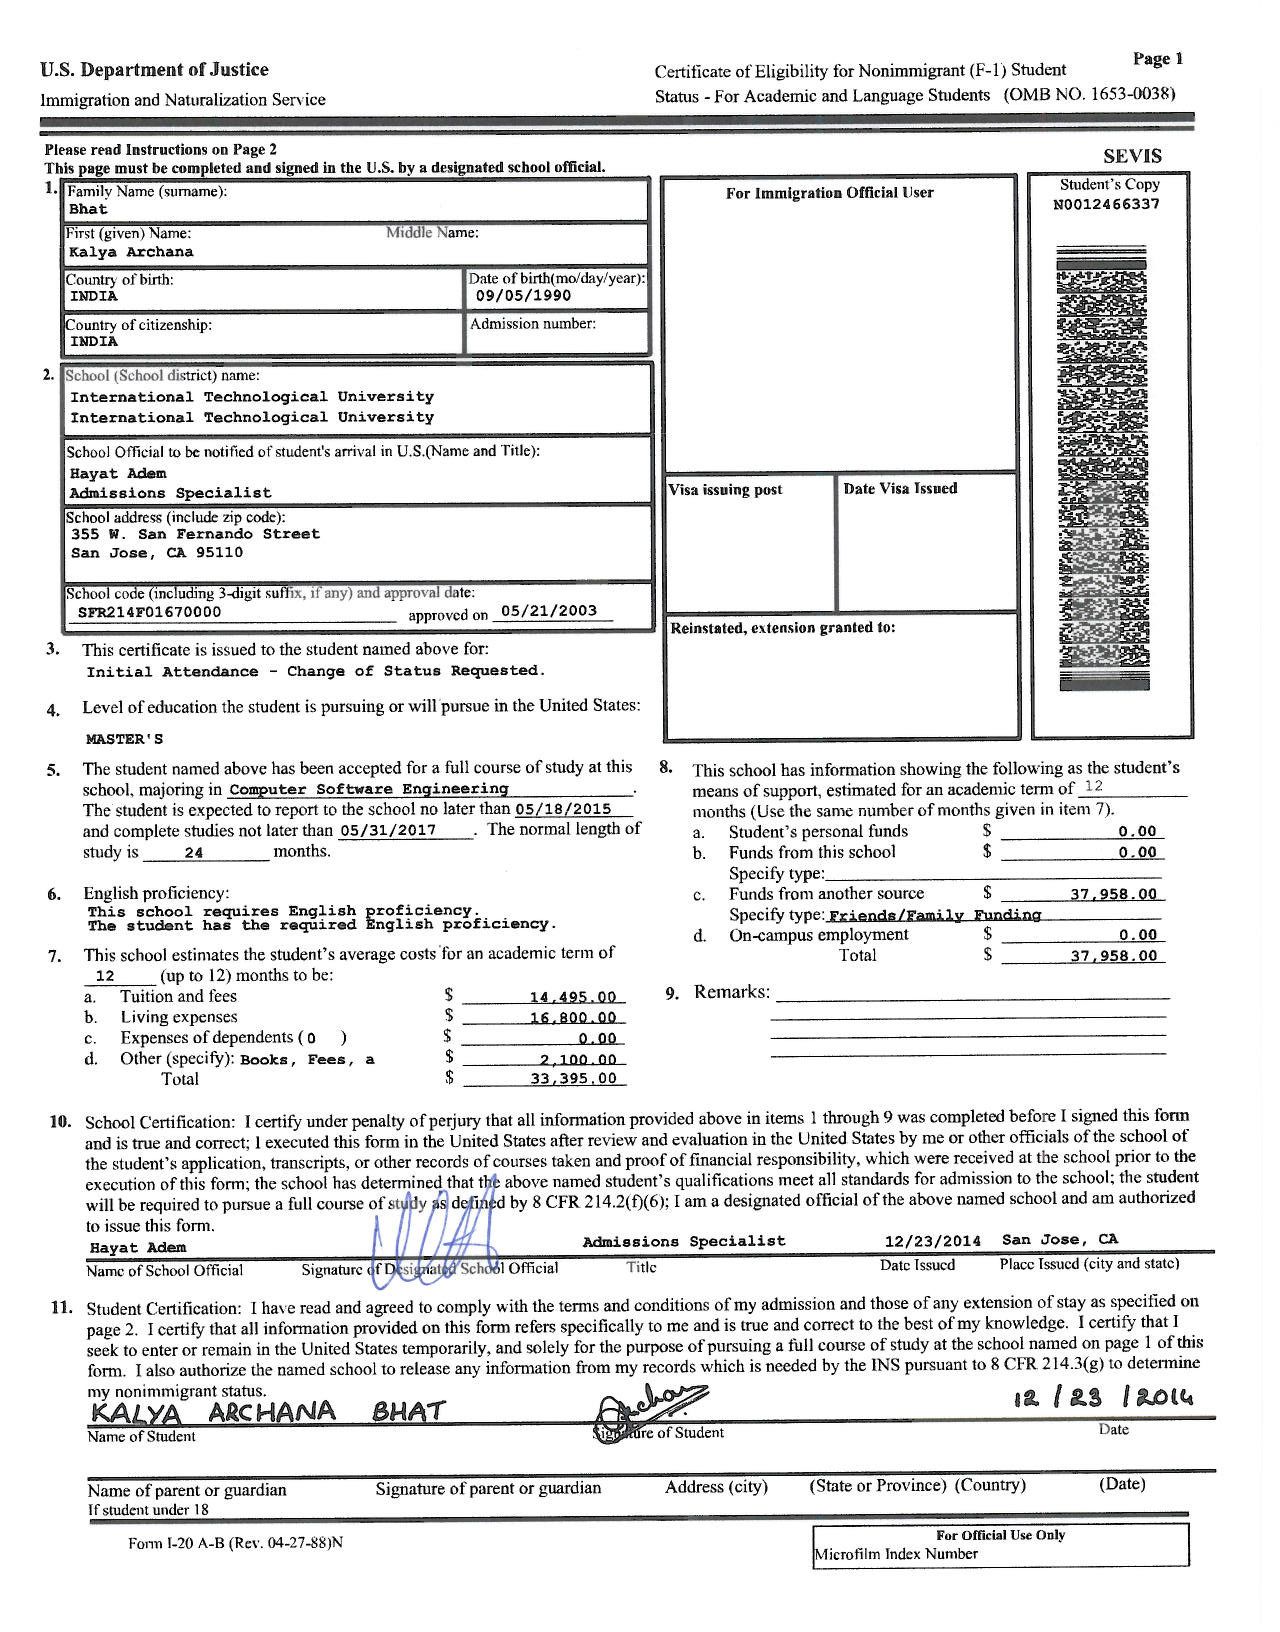 Page 1
U.S. Department of Justice
Immigration and Naturalization Service
Certificate of Eligibility for Nonimmigrant (F-1) Student
Status - For Academic and Language Students (OMB NO. 1653-0038)
Please read Instructions on Page 2
This page must be completed and signed in the U.S. by a designated school official.
SEVIS
1. Family Name (surname):
Bhat
First (given) Name: Middle Name:
Kalya Archana
Country of birth: Date of birth(mo/day/year):
INDIA 09/05/1990
Country of citizenship: Admission number:
INDIA
For Immigration Official User
Student's Copy
N0012466337
2. School (School district) name:
International Technological University
International Technological University
School Official to be notified of student's arrival in U.S.(Name and Title):
Hayat Adem
Admissions Specialist
School address (include zip code):
355 W. San Fernando Street
San Jose, CA 95110
School code (including 3-digit suffix, if any) and approval date:
SFR214F01670000 approved on 05/21/2003
Visa issuing post Date Visa Issued
Reinstated, extension granted to:
3. This certificate is issued to the student named above for:
Initial Attendance - Change of Status Requested.
4. Level of education the student is pursuing or will pursue in the United States:
MASTER'S
5. The student named above has been accepted for a full course of study at this
school, majoring in Computer Software Engineering .
The student is expected to report to the school no later than 05/18/2015
and complete studies not later than 05/31/2017 . The normal length of
study is 24 months.
6. English proficiency:
This school requires English proficiency.
The student has the required English proficiency.
7. This school estimates the student's average costs for an academic term of
12 (up to 12) months to be:
a. Tuition and fees $ 14,495.00
b. Living expenses $ 16,800.00
c. Expenses of dependents ( 0 ) $ 0.00
d. Other (specify): Books, Fees, a $ 2,100.00
Total $ 33,395.00
8. This school has information showing the following as the student's
means of support, estimated for an academic term of 12
months (Use the same number of months given in item 7).
a. Student's personal funds $ 0.00
b. Funds from this school $ 0.00
Specify type:
c. Funds from another source $ 37,958.00
Specify type: Friends/Family Funding
d. On-campus employment $ 0.00
Total $ 37,958.00
9. Remarks:
10. School Certification: I certify under penalty of perjury that all information provided above in items 1 through 9 was completed before I signed this form
and is true and correct; I executed this form in the United States after review and evaluation in the United States by me or other officials of the school of
the student's application, transcripts, or other records of courses taken and proof of financial responsibility, which were received at the school prior to the
execution of this form; the school has determined that the above named student's qualifications meet all standards for admission to the school; the student
will be required to pursue a full course of study as defined by 8 CFR 214.2(f)(6); I am a designated official of the above named school and am authorized
to issue this form.
Hayat Adem Admissions Specialist 12/23/2014 San Jose, CA
Name of School Official Signature of Designated School Official Title Date Issued Place Issued (city and state)
11. Student Certification: I have read and agreed to comply with the terms and conditions of my admission and those of any extension of stay as specified on
page 2. I certify that all information provided on this form refers specifically to me and is true and correct to the best of my knowledge. I certify that I
seek to enter or remain in the United States temporarily, and solely for the purpose of pursuing a full course of study at the school named on page 1 of this
form. I also authorize the named school to release any information from my records which is needed by the INS pursuant to 8 CFR 214.3(g) to determine
my nonimmigrant status.
KALYA ARCHANA BHAT Archana 12 / 23 / 2014
Name of Student Signature of Student Date
Name of parent or guardian Signature of parent or guardian Address (city) (State or Province) (Country) (Date)
If student under 18
Form I-20 A-B (Rev. 04-27-88)N
For Official Use Only
Microfilm Index Number